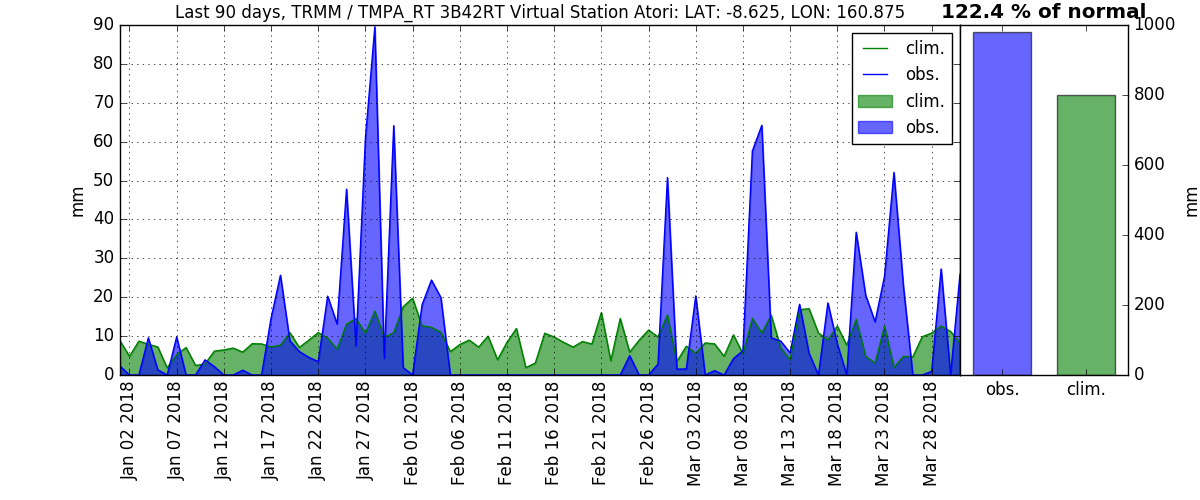 Last 90 days, TRMM / TMPA_RT 3B42RT Virtual Station Atori: LAT: -8.625, LON: 160.875
122.4 % of normal
90
80
70
60
50
40
30
20
10
0
mm
clim.
obs.
clim.
obs.
Jan 02 2018
Jan 07 2018
Jan 12 2018
Jan 17 2018
Jan 22 2018
Jan 27 2018
Feb 01 2018
Feb 06 2018
Feb 11 2018
Feb 16 2018
Feb 21 2018
Feb 26 2018
Mar 03 2018
Mar 08 2018
Mar 13 2018
Mar 18 2018
Mar 23 2018
Mar 28 2018
1000
800
600
400
200
0
mm
obs.
clim.